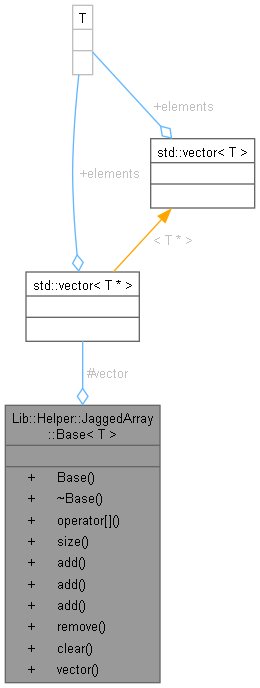 T
+elements
std::vector< T >
+elements
< T * >
std::vector< T * >
#vector
Lib::Helper::JaggedArray
::Base< T >
+ Base()
+ ~Base()
+ operator[]()
+ size()
+ add()
+ add()
+ add()
+ remove()
+ clear()
+ vector()